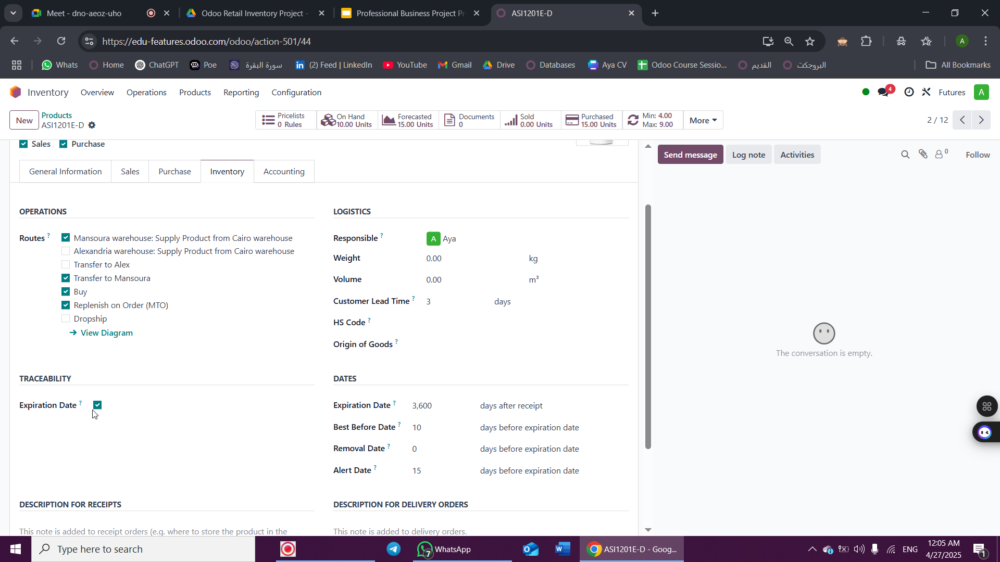 Meet - dno-aeoz-uho
Odoo Retail Inventory Project -
Professional Business Project Pr
ASI1201E-D
https://edu-features.odoo.com/odoo/action-501/44
A
Whats
Home
ChatGPT
Poe
سورة البقرة
(2) Feed | LinkedIn
YouTube
Gmail
Drive
Databases
Aya CV
Odoo Course Sessio...
القديم
البروجكت
All Bookmarks
Inventory
Overview
Operations
Products
Reporting
Configuration
4
Futures
A
New
Products
ASI1201E-D
Pricelists
0 Rules
On Hand
10.00 Units
Forecasted
15.00 Units
Documents
0
Sold
0.00 Units
Purchased
15.00 Units
Min: 4.00
Max: 9.00
More
2 / 12
Sales
Purchase
Send message
Log note
Activities
0
Follow
General Information
Sales
Purchase
Inventory
Accounting
OPERATIONS
Routes ?
Mansoura warehouse: Supply Product from Cairo warehouse
Alexandria warehouse: Supply Product from Cairo warehouse
Transfer to Alex
Transfer to Mansoura
Buy
Replenish on Order (MTO)
Dropship
View Diagram
LOGISTICS
Responsible ? A Aya
Weight 0.00 kg
Volume 0.00 m³
Customer Lead Time ? 3 days
HS Code ?
Origin of Goods ?
The conversation is empty.
TRACEABILITY
Expiration Date ?
DATES
Expiration Date ? 3,600 days after receipt
Best Before Date ? 10 days before expiration date
Removal Date ? 0 days before expiration date
Alert Date ? 15 days before expiration date
DESCRIPTION FOR RECEIPTS
This note is added to receipt orders (e.g. where to store the product in the
DESCRIPTION FOR DELIVERY ORDERS
This note is added to delivery orders.
Type here to search
7
WhatsApp
ASI1201E-D - Goog...
ENG
12:05 AM
4/27/2025
1